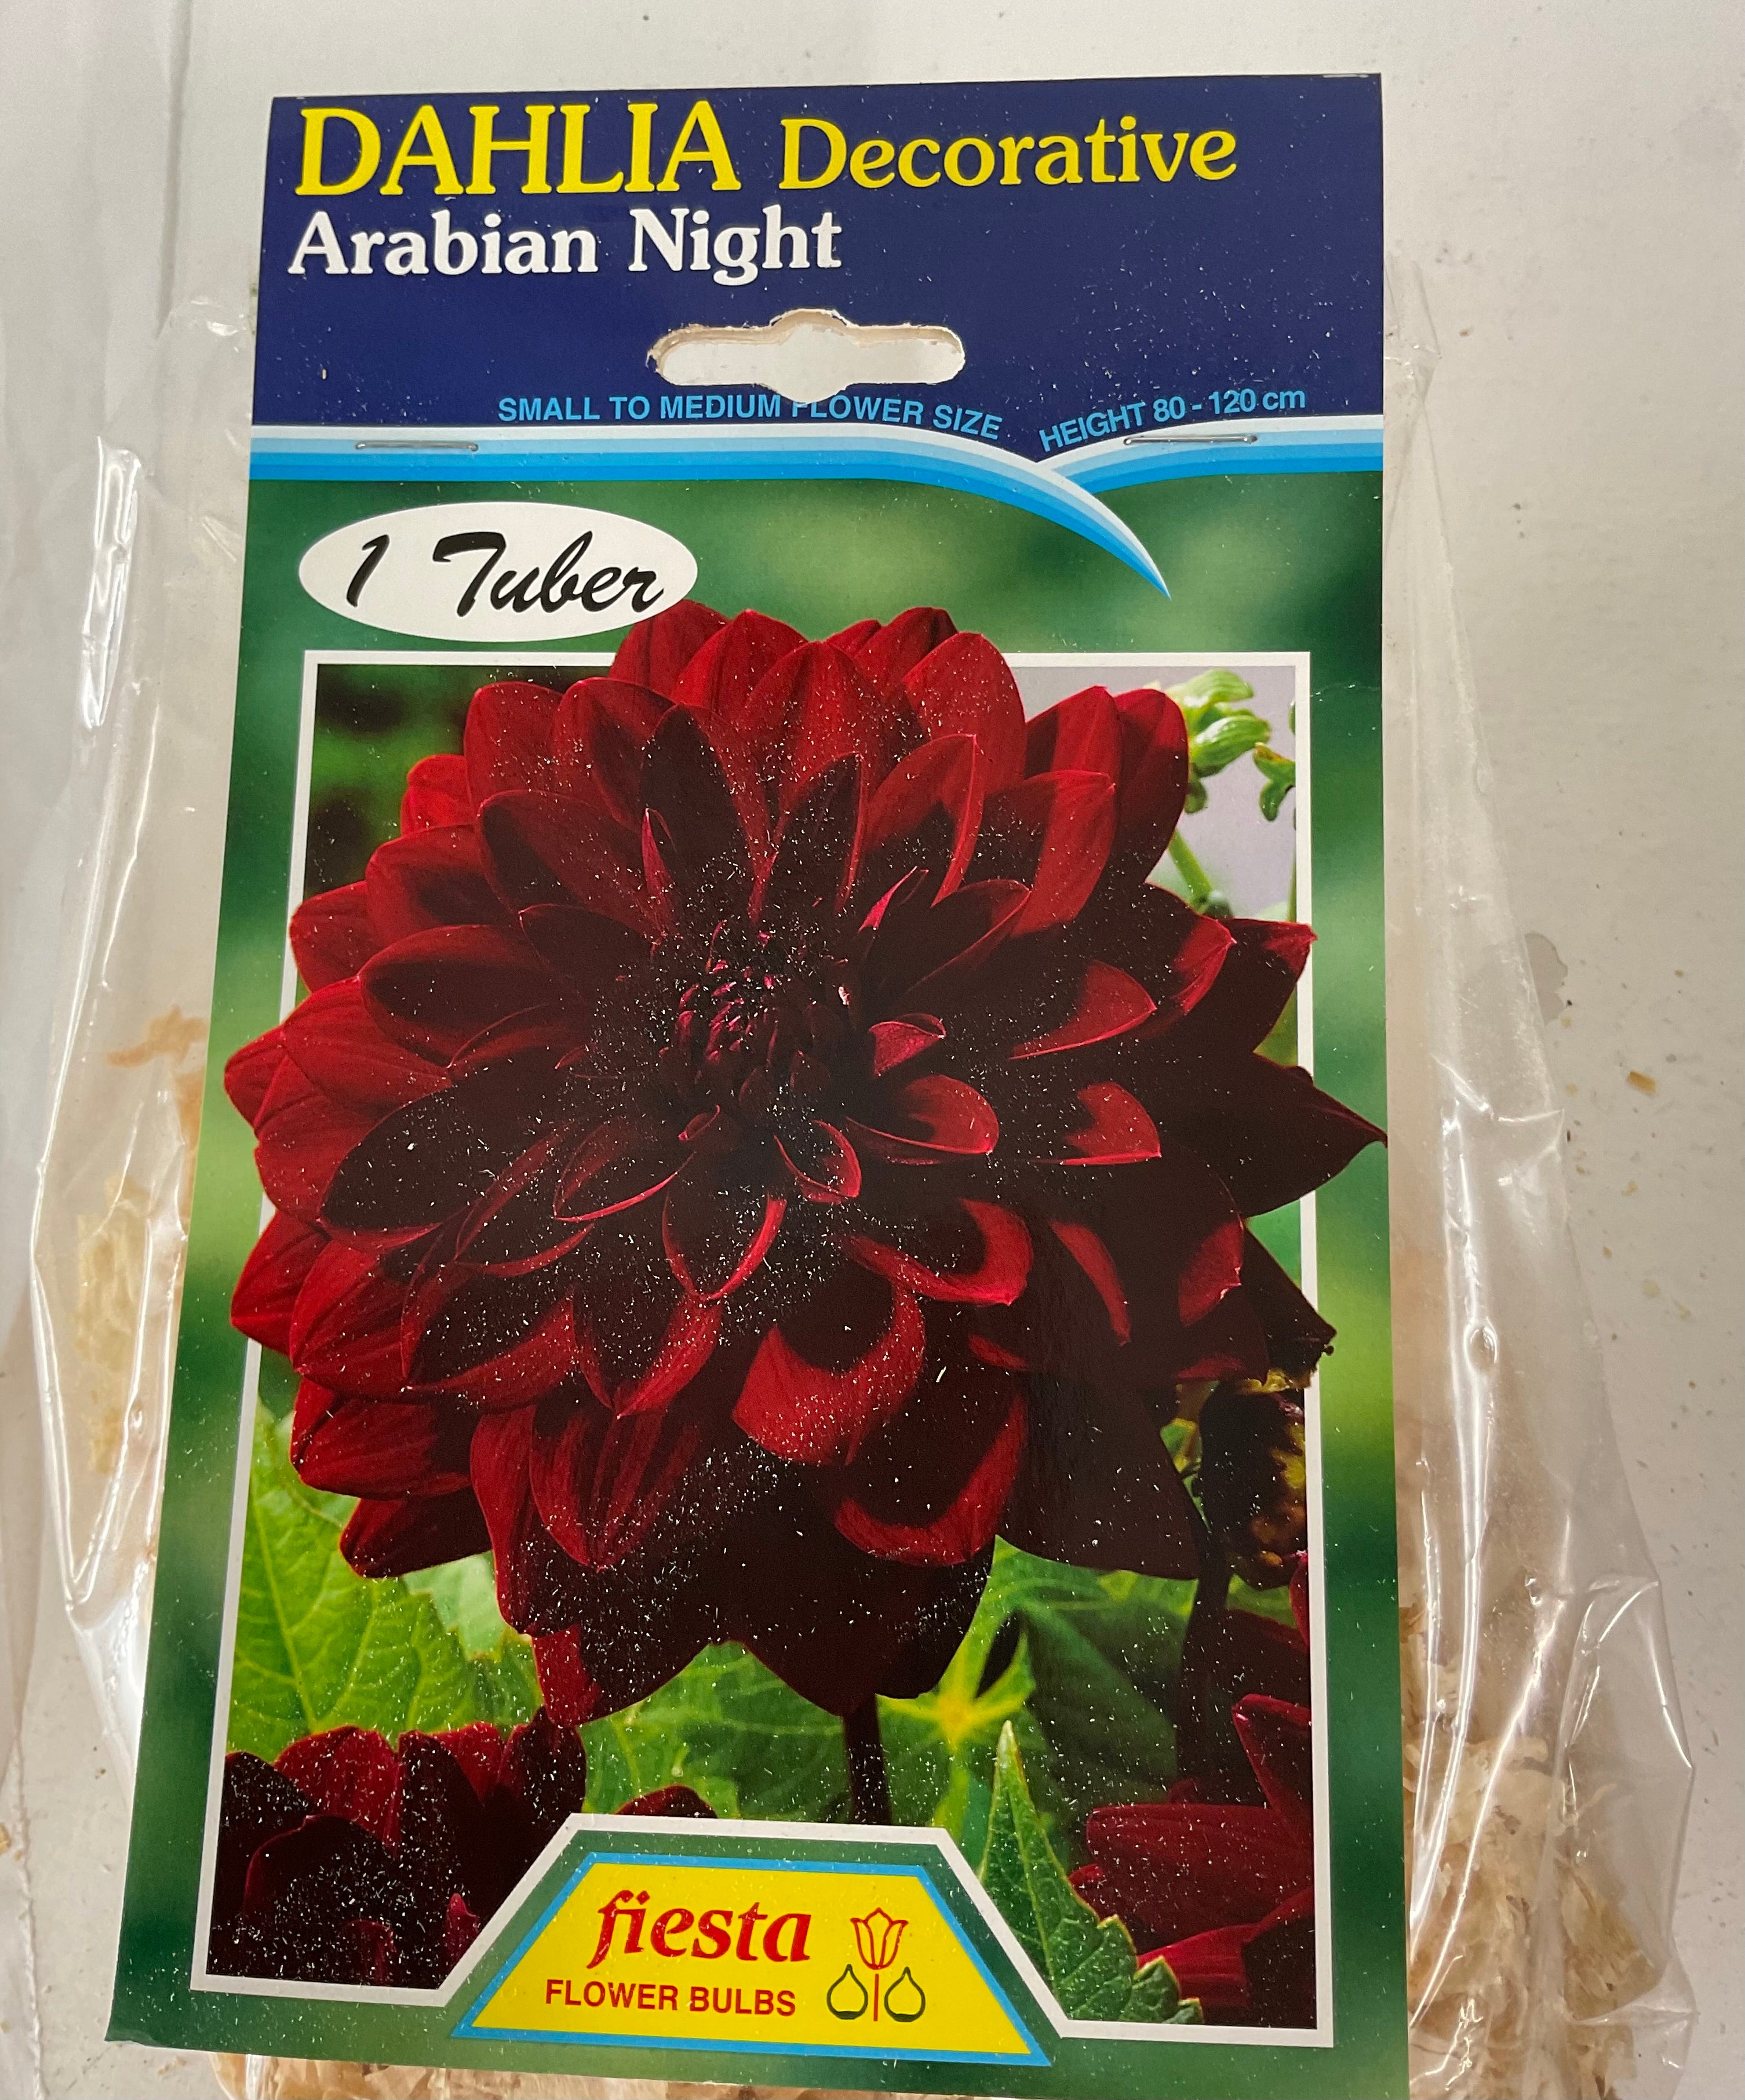 DAHLIA Decorative
Arabian Night
SMALL TO MEDIUM FLOWER SIZE HEIGHT 80 - 120 cm
1 Tuber
fiesta
FLOWER BULBS